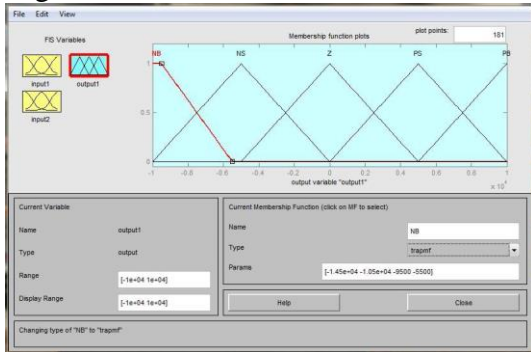 File Edit View
FIS Variables
Membership function plots
plot points:
181
NB NS Z PS PB
input1 output1
input2
1
0.5
0
-1 -0.8 -0.6 -0.4 -0.2 0 0.2 0.4 0.6 0.8 1
output variable "output1"
x 10
Current Variable
Name output1
Type output
Range [-1e+04 1e+04]
Display Range [-1e+04 1e+04]
Current Membership Function (click on MF to select)
Name NB
Type trapmf
Params [-1.45e+04 -1.05e+04 -9500 -5500]
Help Close
Changing type of "NB" to "trapmf"